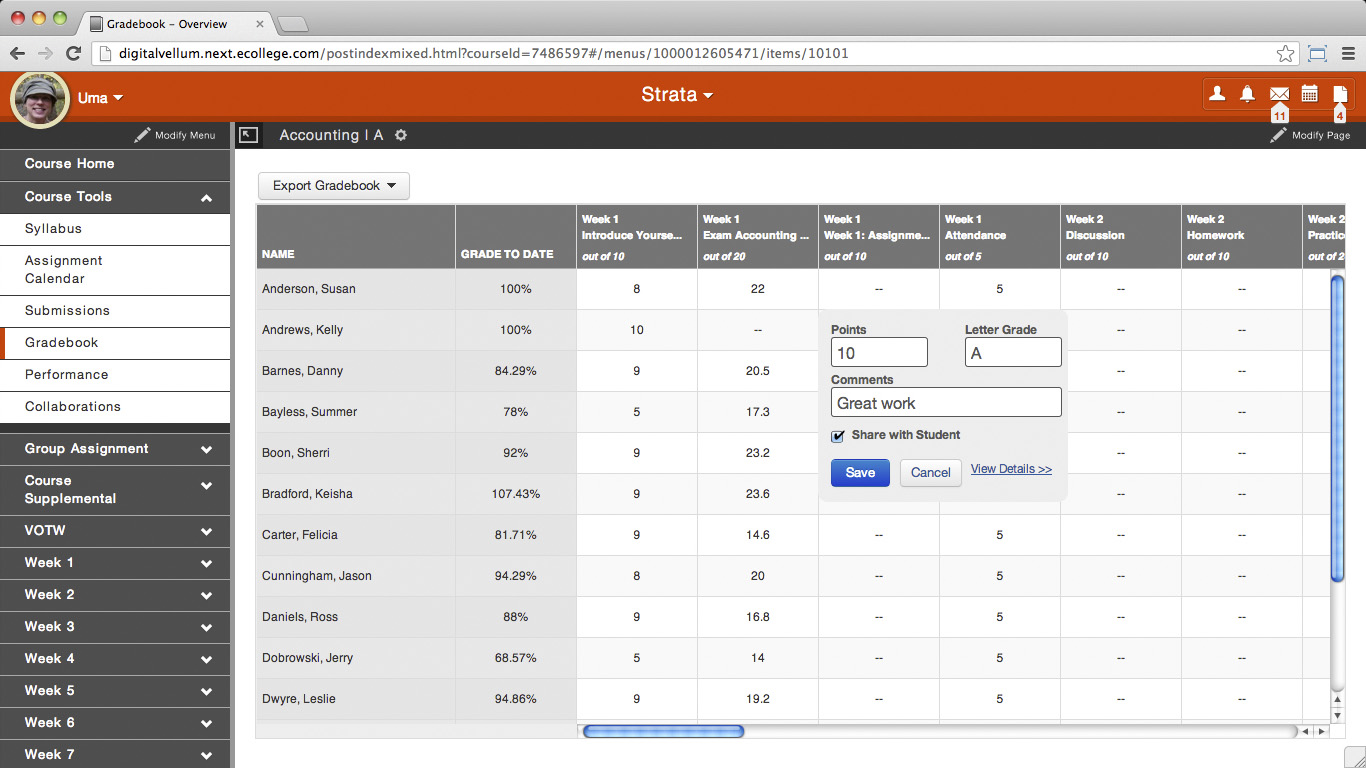 Gradebook – Overview
digitalvellum.next.ecollege.com/postindexmixed.html?courseId=7486597#/menus/1000012605471/items/10101
Uma
Strata
11
4
Modify Menu
Accounting I A
Modify Page
Course Home
Course Tools
Syllabus
Assignment
Calendar
Submissions
Gradebook
Performance
Collaborations
Group Assignment
Course
Supplemental
VOTW
Week 1
Week 2
Week 3
Week 4
Week 5
Week 6
Week 7
Export Gradebook
NAME GRADE TO DATE
Week 1 Week 1 Week 1 Week 1 Week 2 Week 2 Week 2
Introduce Yourse... Exam Accounting ... Week 1: Assignme... Attendance Discussion Homework Practic
out of 10 out of 20 out of 10 out of 5 out of 10 out of 10 out of 2
Anderson, Susan 100% 8 22 -- 5 -- --
Andrews, Kelly 100% 10 -- -- --
Barnes, Danny 84.29% 9 20.5 -- --
Bayless, Summer 78% 5 17.3 -- --
Boon, Sherri 92% 9 23.2 -- --
Bradford, Keisha 107.43% 9 23.6 -- --
Carter, Felicia 81.71% 9 14.6 -- 5 -- --
Cunningham, Jason 94.29% 8 20 -- 5 -- --
Daniels, Ross 88% 9 16.8 -- 5 -- --
Dobrowski, Jerry 68.57% 5 14 -- 5 -- --
Dwyre, Leslie 94.86% 9 19.2 -- 5 -- --
Points Letter Grade
10 A
Comments
Great work
Share with Student
Save Cancel View Details >>